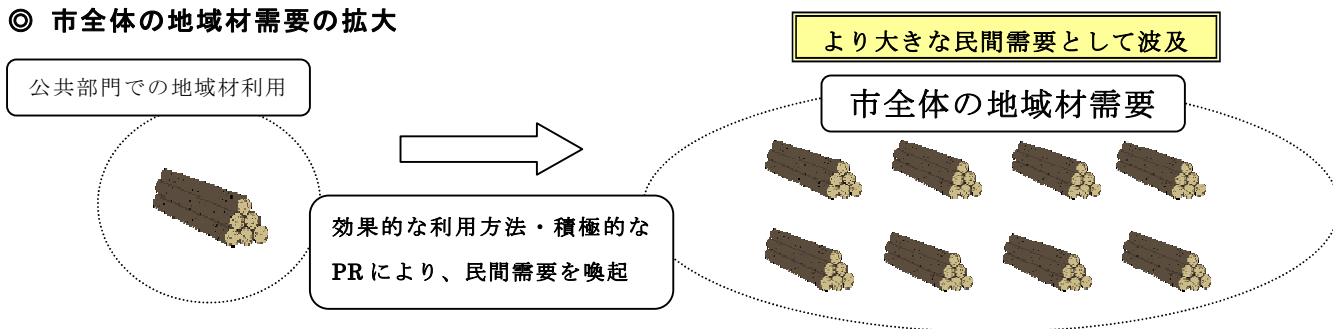 ◎ 市全体の地域材需要の拡大
より大きな民間需要として波及
公共部門での地域材利用
市全体の地域材需要
効果的な利用方法・積極的な
PRにより、民間需要を喚起